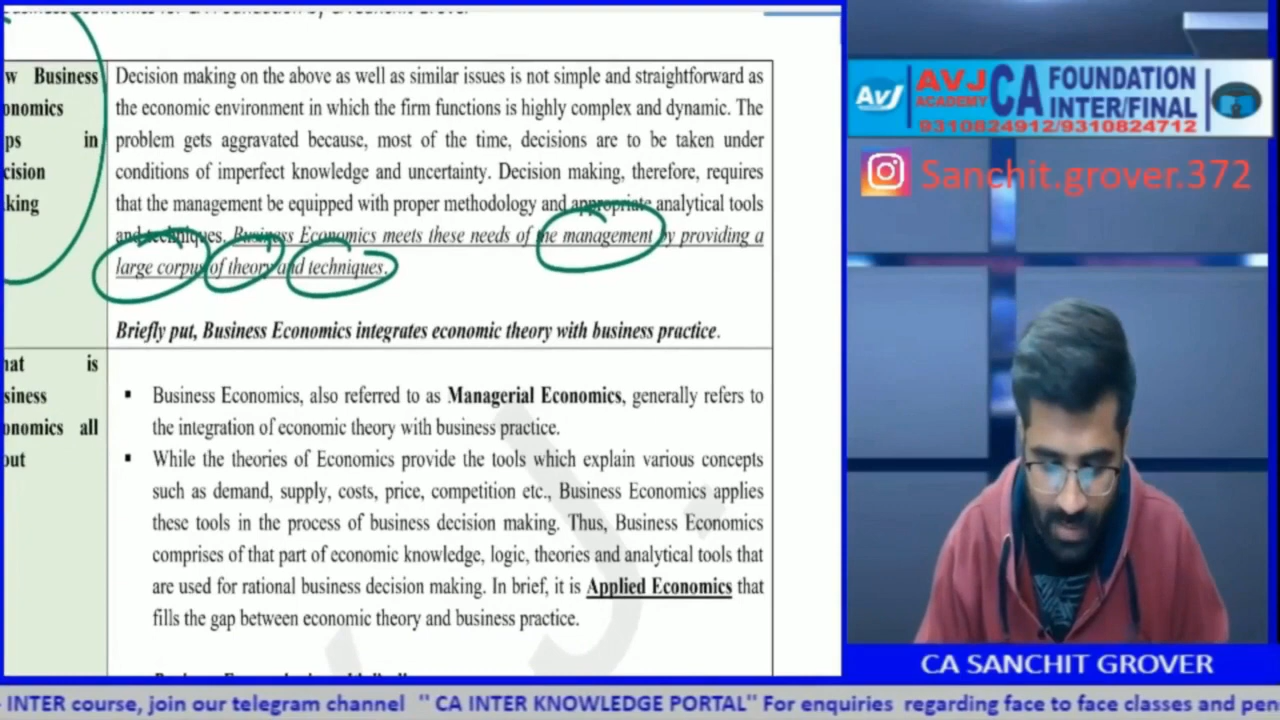 w Business
onomics
ps in
cision
king
Decision making on the above as well as similar issues is not simple and straightforward as
the economic environment in which the firm functions is highly complex and dynamic. The
problem gets aggravated because, most of the time, decisions are to be taken under
conditions of imperfect knowledge and uncertainty. Decision making, therefore, requires
that the management be equipped with proper methodology and appropriate analytical tools
and techniques. Business Economics meets these needs of the management by providing a
large corpus of theory and techniques.
Briefly put, Business Economics integrates economic theory with business practice.
hat is
siness
onomics all
out
▪ Business Economics, also referred to as Managerial Economics, generally refers to
the integration of economic theory with business practice.
▪ While the theories of Economics provide the tools which explain various concepts
such as demand, supply, costs, price, competition etc., Business Economics applies
these tools in the process of business decision making. Thus, Business Economics
comprises of that part of economic knowledge, logic, theories and analytical tools that
are used for rational business decision making. In brief, it is Applied Economics that
fills the gap between economic theory and business practice.
AVJ
AVJ
ACADEMY
CA FOUNDATION
INTER/FINAL
9310824912/9310824712
Sanchit.grover.372
CA SANCHIT GROVER
INTER course, join our telegram channel " CA INTER KNOWLEDGE PORTAL" For enquiries regarding face to face classes and pen